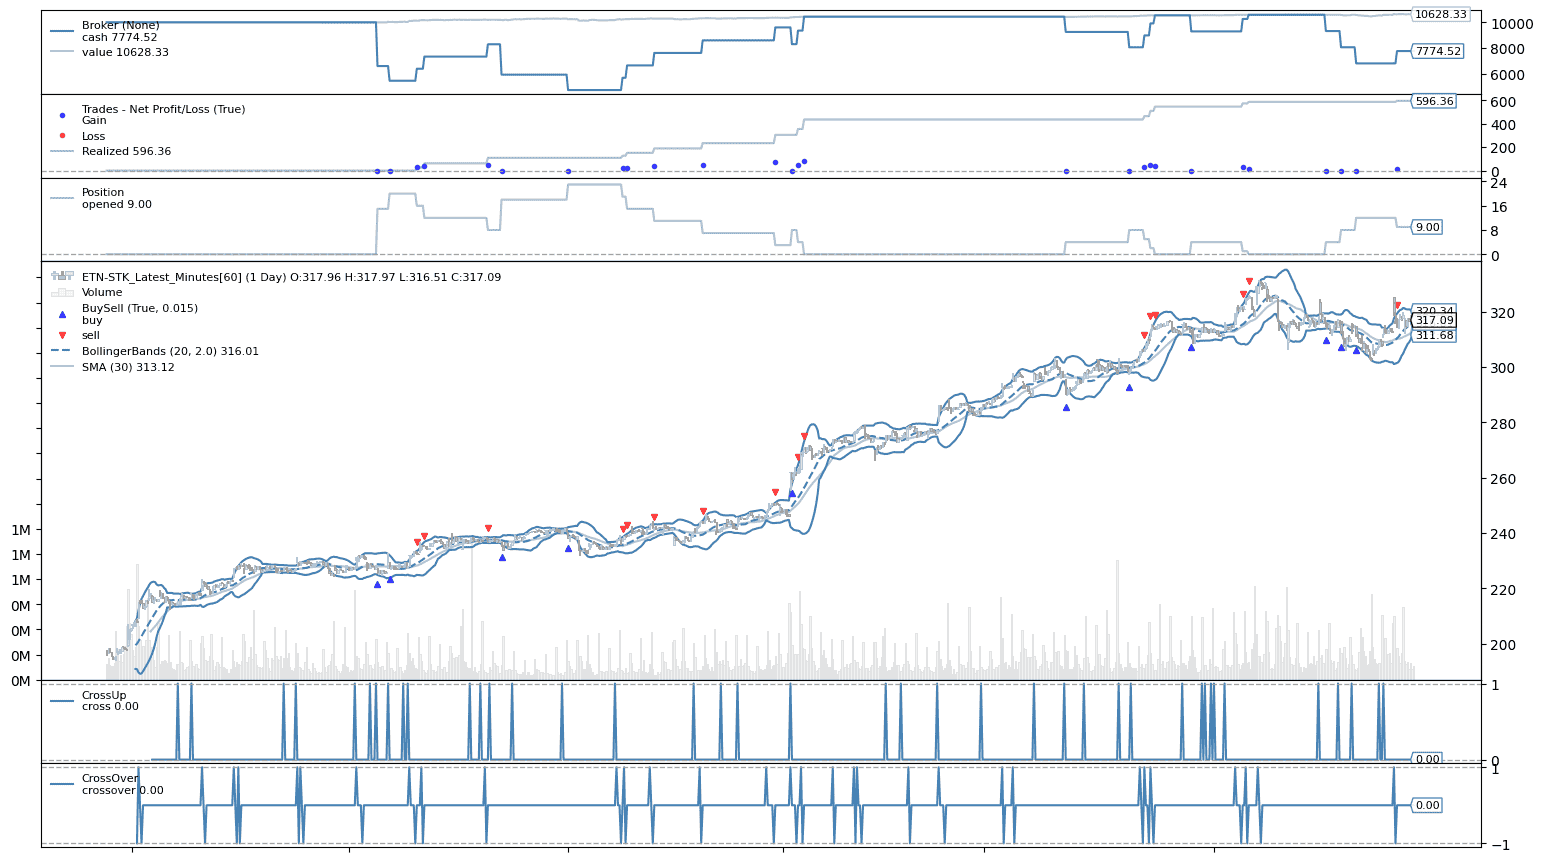 Broker (None)
cash 7774.52
value 10628.33
10628.33
10000
8000
7774.52
6000
Trades - Net Profit/Loss (True)
Gain
Loss
Realized 596.36
596.36
600
400
200
0
Position
opened 9.00
24
16
9.00
8
0
ETN-STK_Latest_Minutes[60] (1 Day) O:317.96 H:317.97 L:316.51 C:317.09
Volume
BuySell (True, 0.015)
buy
sell
BollingerBands (20, 2.0) 316.01
SMA (30) 313.12
320.34
317.09
311.68
320
300
280
260
240
220
200
1M
1M
1M
0M
0M
0M
0M
CrossUp
cross 0.00
1
0.00
0
CrossOver
crossover 0.00
1
0.00
−1